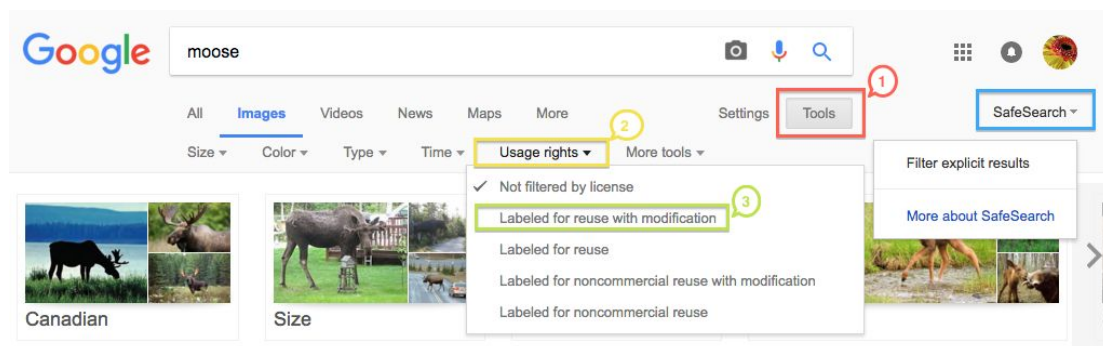 Google
moose
All Images Videos News Maps More Settings Tools
1
SafeSearch
2
Size Color Type Time Usage rights More tools
Filter explicit results
Not filtered by license
3
Labeled for reuse with modification
More about SafeSearch
Labeled for reuse
Labeled for noncommercial reuse with modification
Labeled for noncommercial reuse
Canadian
Size